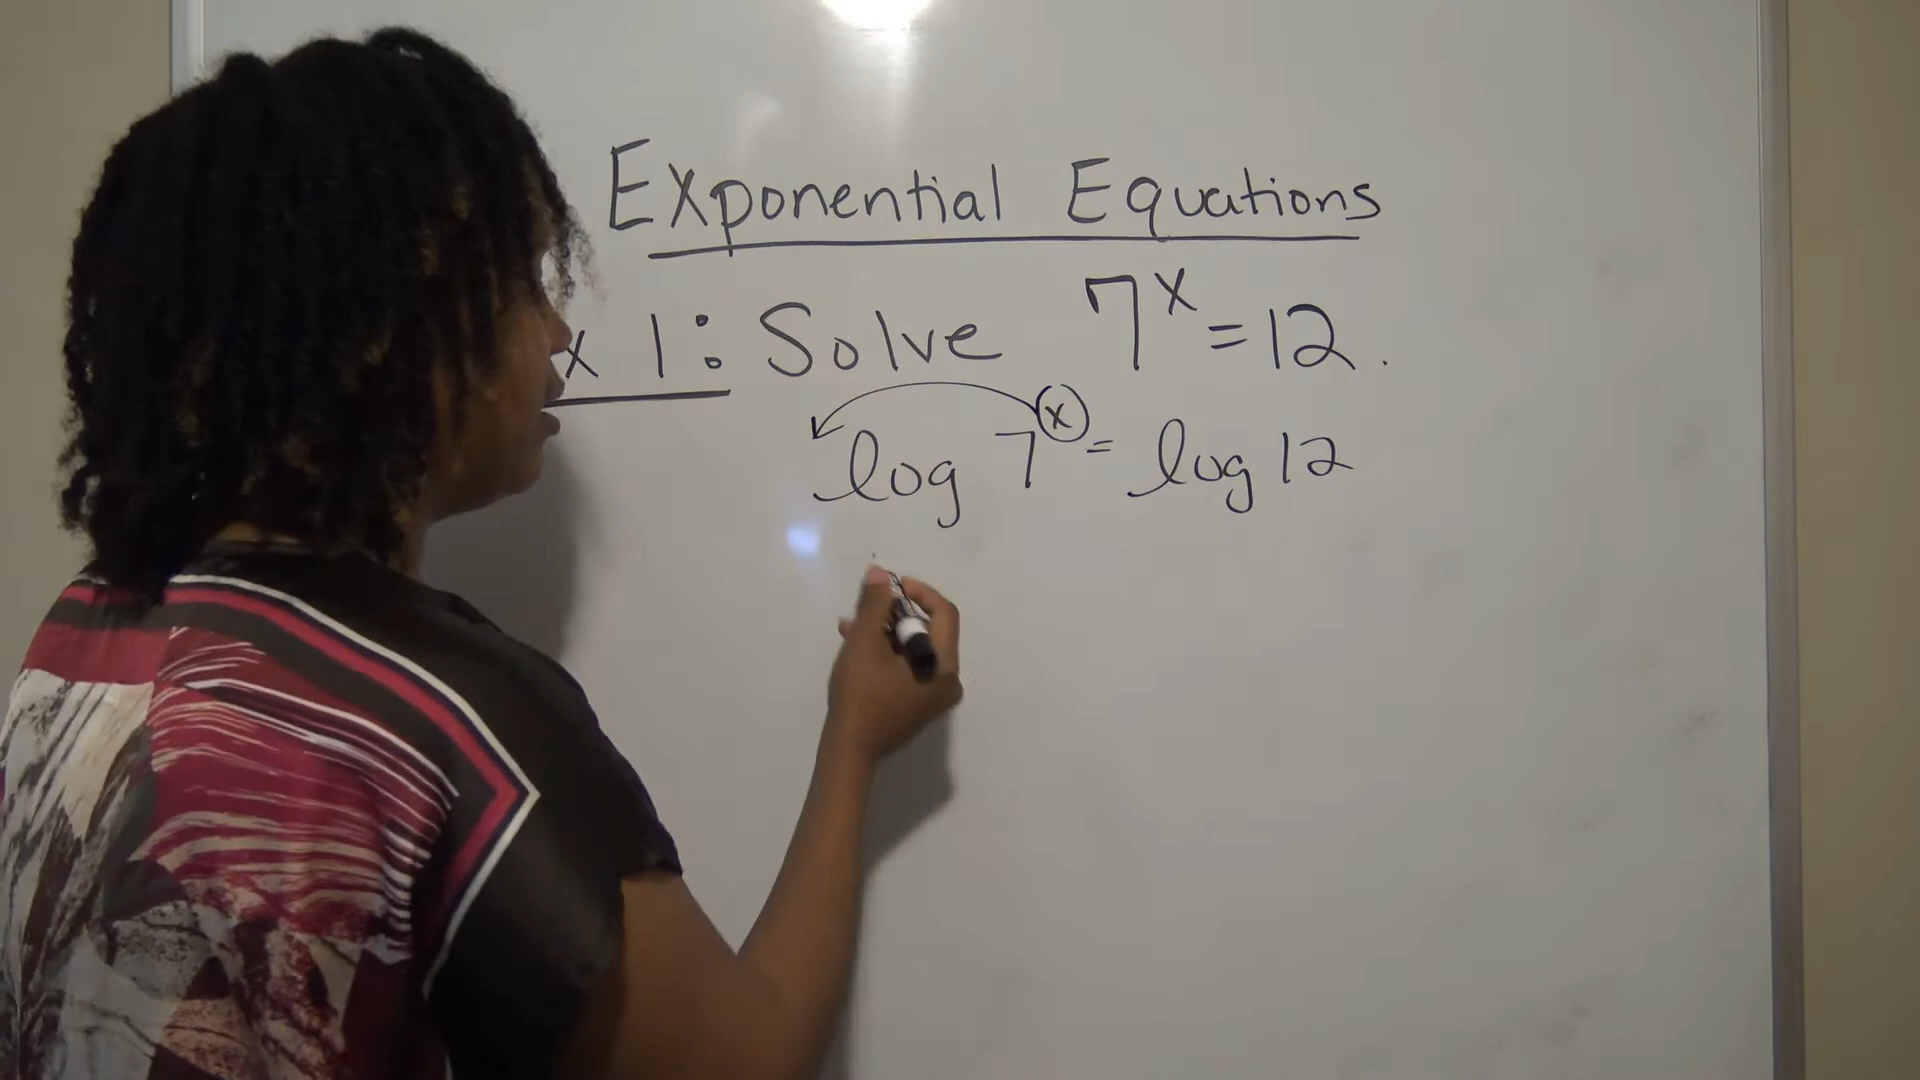 Exponential Equations
x 1: Solve 7^x = 12.
log 7^x = log 12